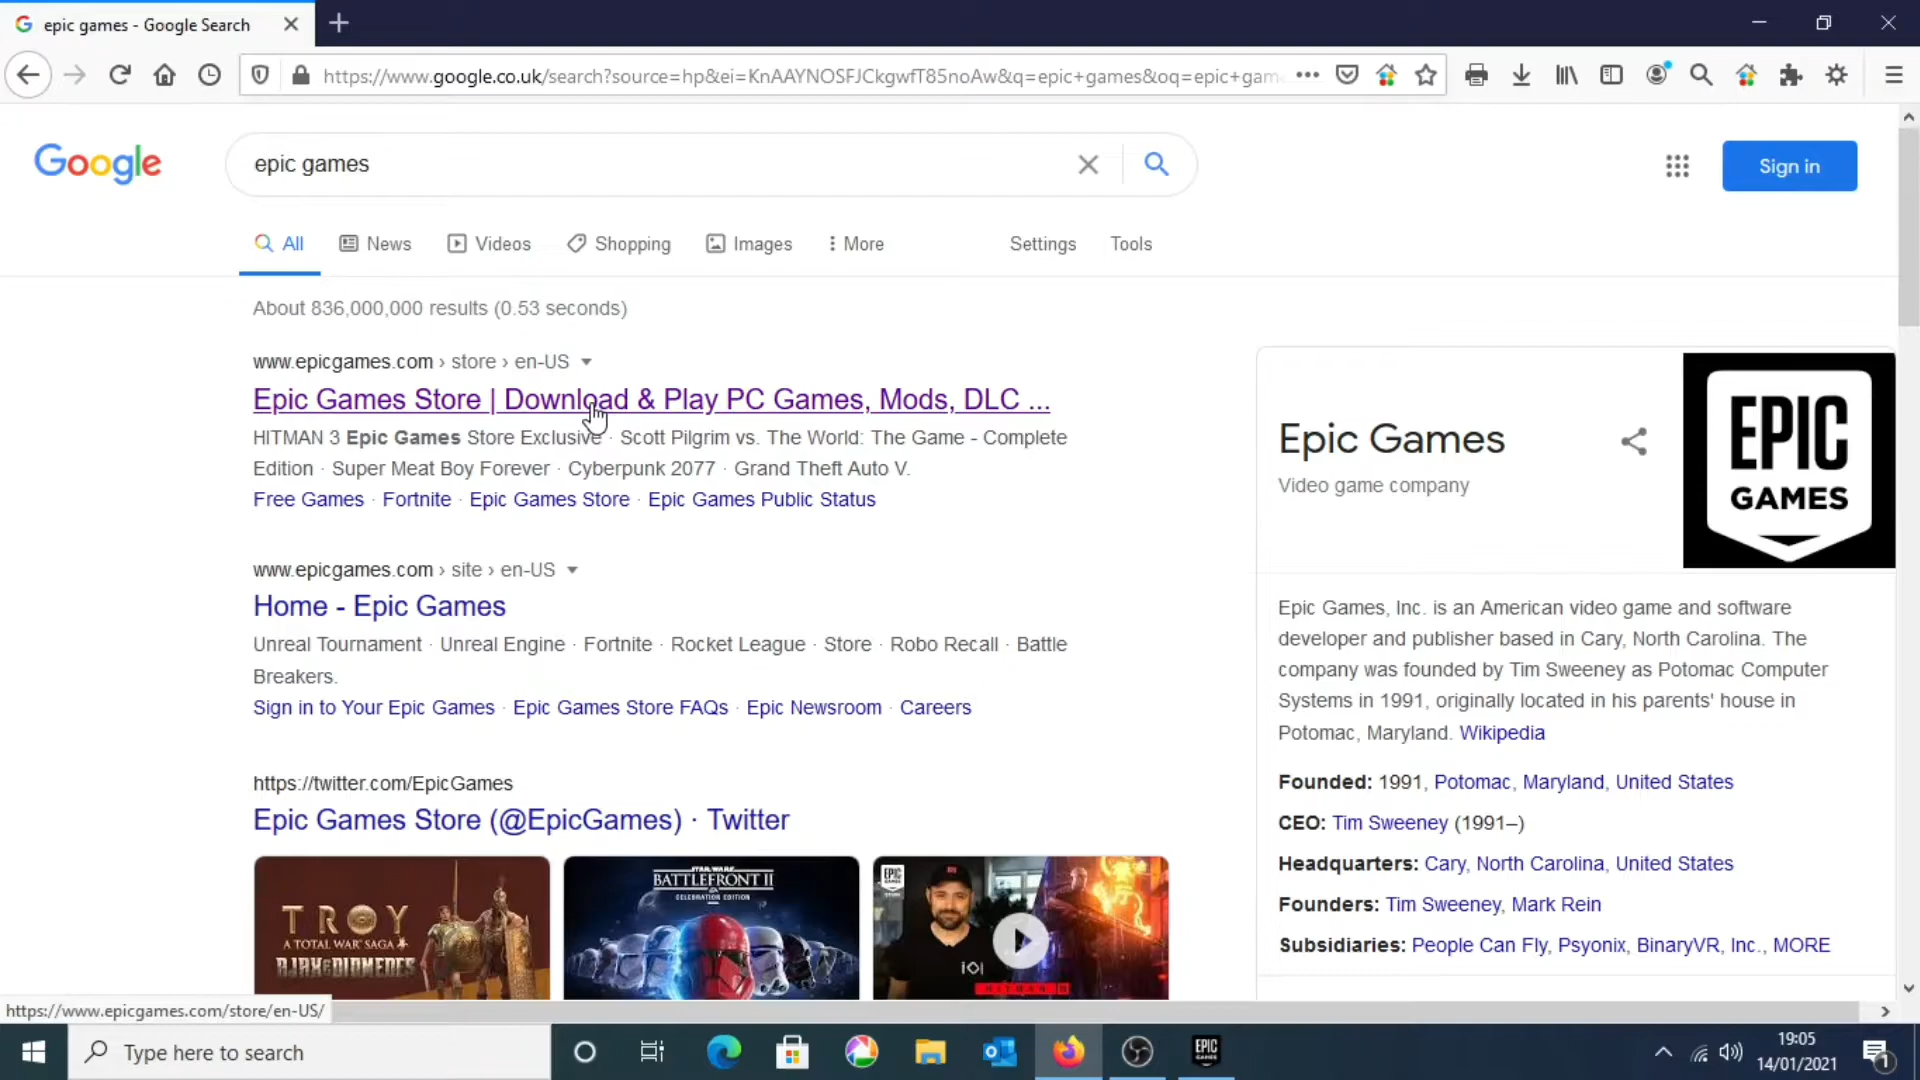 epic games - Google Search
https://www.google.co.uk/search?source=hp&ei=KnAAYNOSFJCkgwfT85noAw&q=epic+games&oq=epic+gam
Google
epic games
Sign in
All
News
Videos
Shopping
Images
More
Settings
Tools
About 836,000,000 results (0.53 seconds)
www.epicgames.com › store › en-US
Epic Games Store | Download & Play PC Games, Mods, DLC ...
HITMAN 3 Epic Games Store Exclusive · Scott Pilgrim vs. The World: The Game - Complete
Edition · Super Meat Boy Forever · Cyberpunk 2077 · Grand Theft Auto V.
Free Games · Fortnite · Epic Games Store · Epic Games Public Status
www.epicgames.com › site › en-US
Home - Epic Games
Unreal Tournament · Unreal Engine · Fortnite · Rocket League · Store · Robo Recall · Battle
Breakers.
Sign in to Your Epic Games · Epic Games Store FAQs · Epic Newsroom · Careers
https://twitter.com/EpicGames
Epic Games Store (@EpicGames) · Twitter
TROY
A TOTAL WAR SAGA
AJAX & DIOMEDES
STAR WARS
BATTLEFRONT II
CELEBRATION EDITION
EPIC
GAMES
IOI
HITMAN III
Epic Games
Video game company
EPIC
GAMES
Epic Games, Inc. is an American video game and software
developer and publisher based in Cary, North Carolina. The
company was founded by Tim Sweeney as Potomac Computer
Systems in 1991, originally located in his parents' house in
Potomac, Maryland. Wikipedia
Founded: 1991, Potomac, Maryland, United States
CEO: Tim Sweeney (1991–)
Headquarters: Cary, North Carolina, United States
Founders: Tim Sweeney, Mark Rein
Subsidiaries: People Can Fly, Psyonix, BinaryVR, Inc., MORE
https://www.epicgames.com/store/en-US/
Type here to search
EPIC
GAMES
19:05
14/01/2021
1